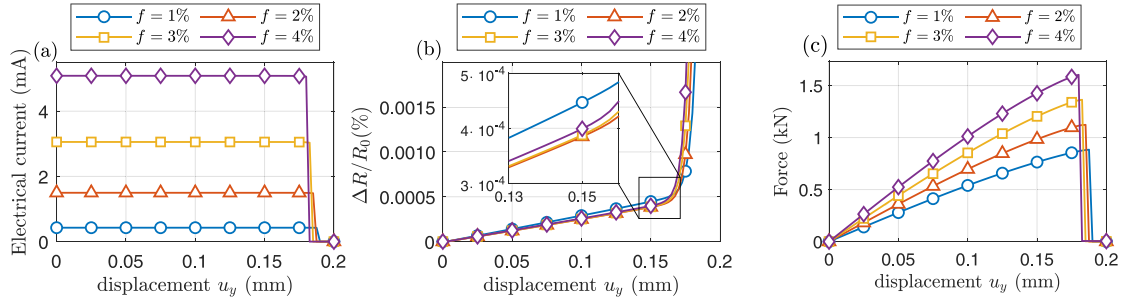 f = 1% f = 2%
f = 3% f = 4%
(a)
Electrical current (mA)
4
2
0
0 0.05 0.1 0.15 0.2
displacement u_y (mm)
f = 1% f = 2%
f = 3% f = 4%
(b)
ΔR/R_0(%)
0.0015
0.0010
0.0005
0
5 · 10^-4
4 · 10^-4
3 · 10^-4
0.13 0.15
0 0.05 0.1 0.15 0.2
displacement u_y (mm)
f = 1% f = 2%
f = 3% f = 4%
(c)
Force (kN)
1.5
1
0.5
0
0 0.05 0.1 0.15 0.2
displacement u_y (mm)